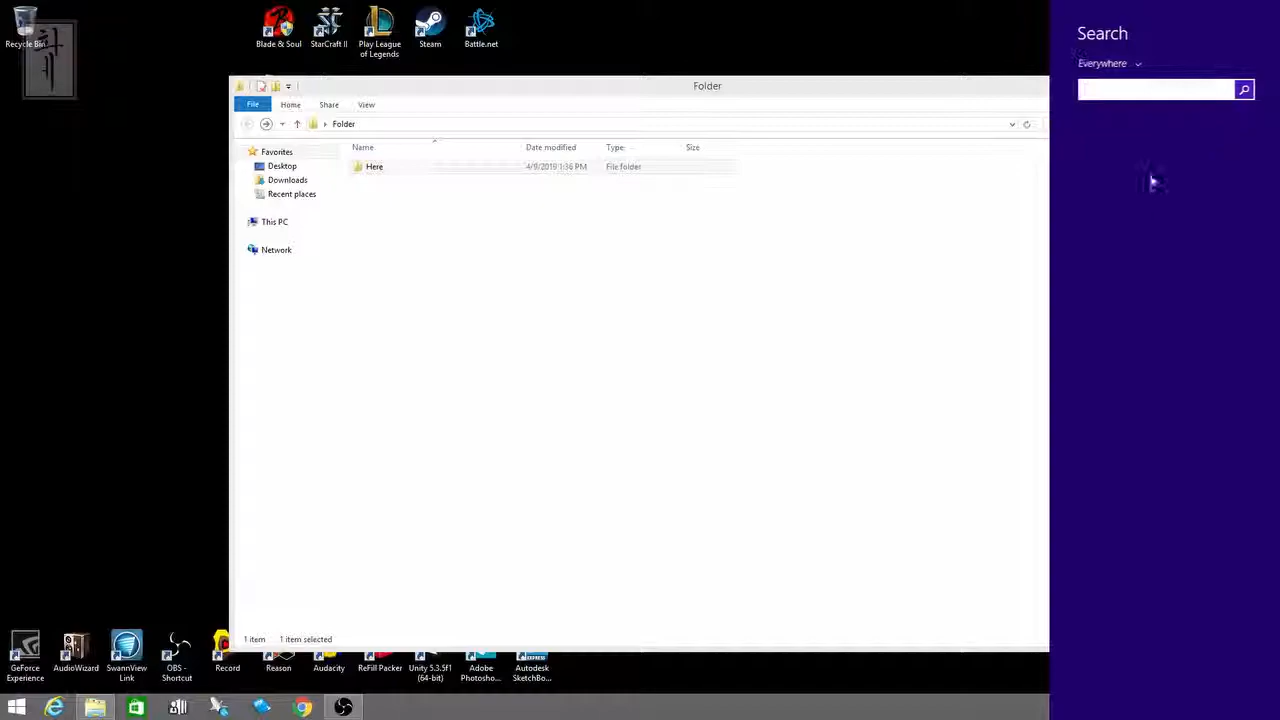 Recycle Bin
Blade & Soul
StarCraft II
Play League
of Legends
Steam
Battle.net
Search
Everywhere
Folder
File
Home
Share
View
Folder
Name
Date modified
Type
Size
Here
4/9/2019 1:36 PM
File folder
Favorites
Desktop
Downloads
Recent places
This PC
Network
1 item
1 item selected
GeForce
Experience
AudioWizard
SwannView
Link
OBS -
Shortcut
Record
Reason
Audacity
ReFill Packer
Unity 5.3.5f1
(64-bit)
Adobe
Photosho...
Autodesk
SketchBo...